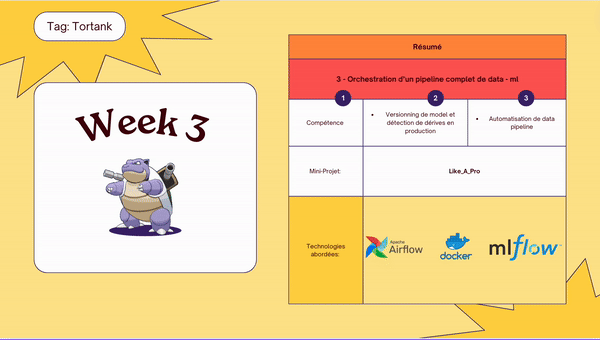 Tag: Tortank
Week 3
Résumé
3 - Orchestration d'un pipeline complet de data - ml
1
2
3
Compétence
Versionning de model et
détection de dérives en
production
Automatisation de data
pipeline
Mini-Projet:
Like_A_Pro
Technologies
abordées:
Apache
Airflow
docker
mlflow